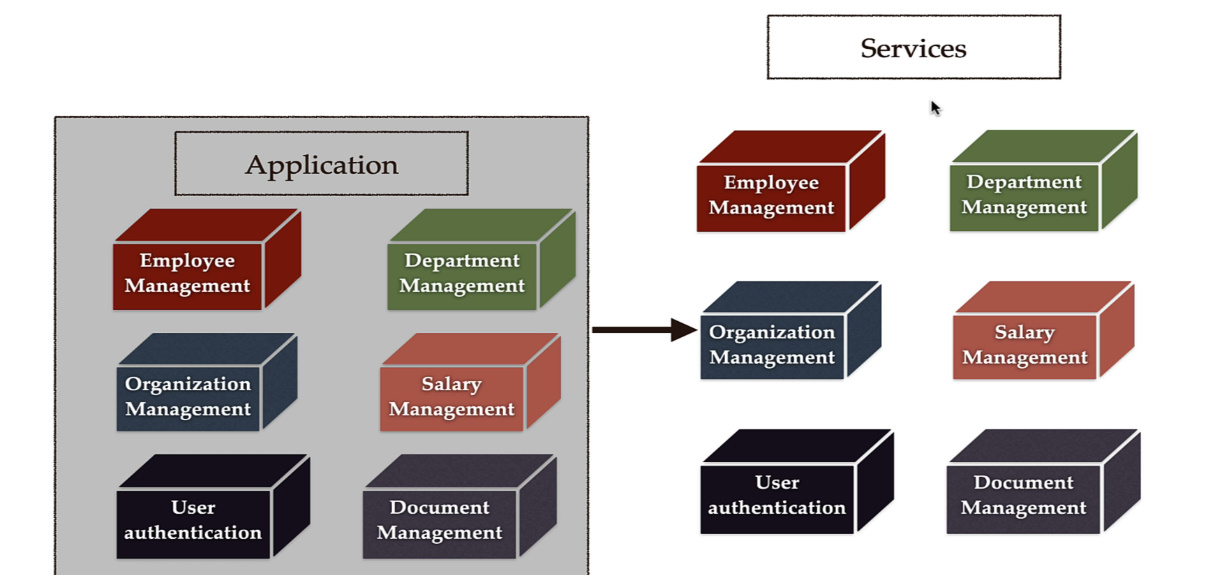 Services
Application
Employee
Management
Department
Management
Organization
Management
Salary
Management
User
authentication
Document
Management
Employee
Management
Department
Management
Organization
Management
Salary
Management
User
authentication
Document
Management